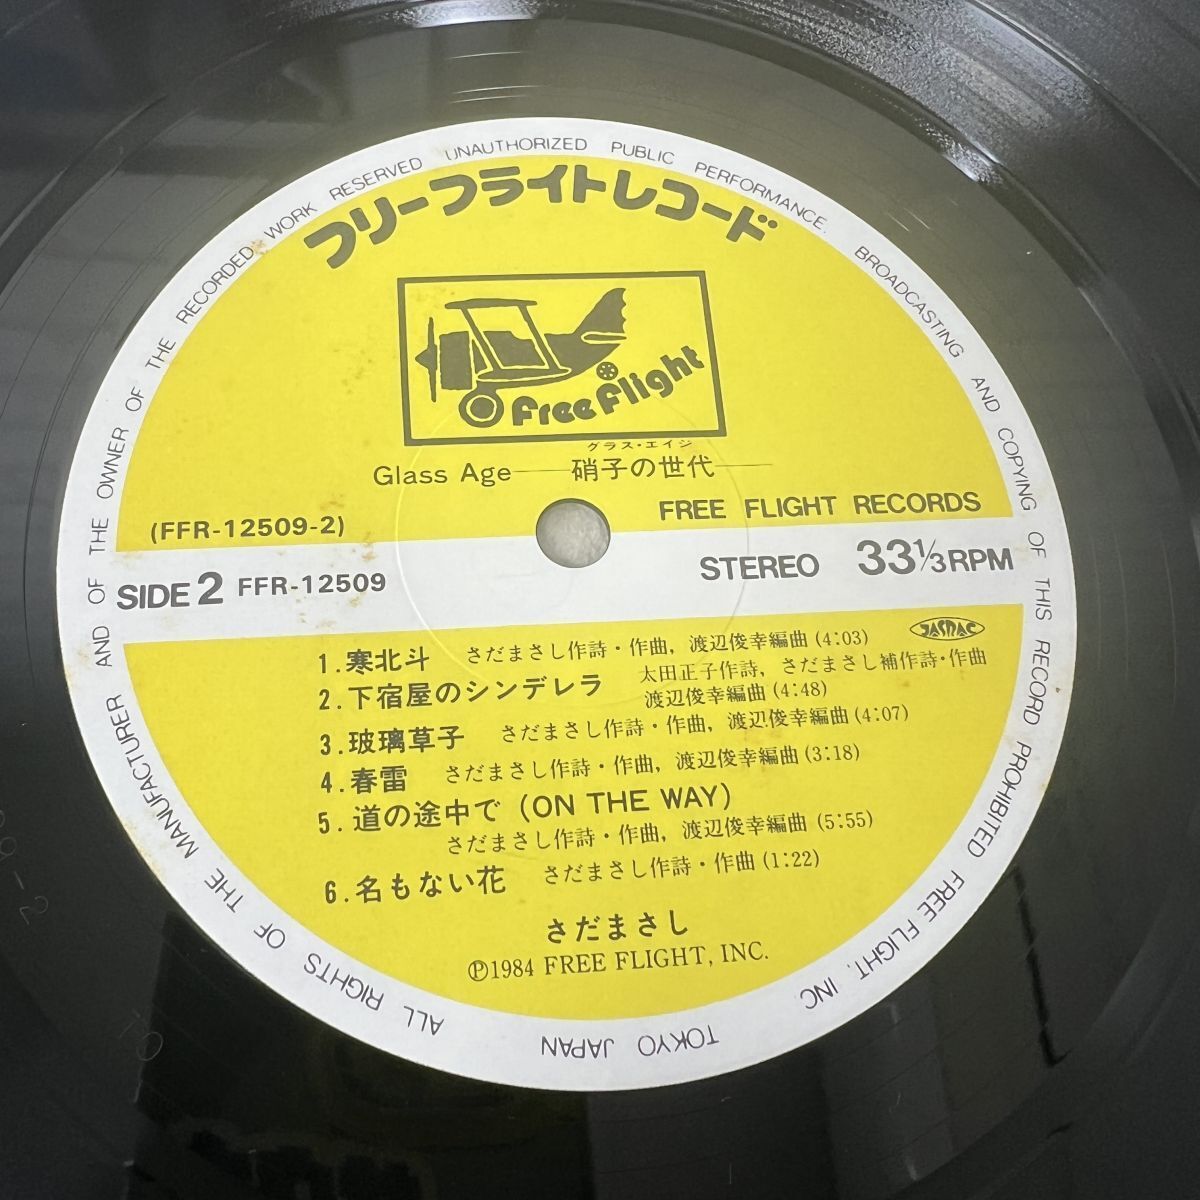 ALL RIGHTS OF THE MANUFACTURER AND OF THE OWNER OF THE RECORDED WORK RESERVED UNAUTHORIZED PUBLIC PERFORMANCE. BROADCASTING AND COPYING OF THIS RECORD PROHIBITED FREE FLIGHT, INC TOKYO JAPAN
フリーフライトレコード
Free Flight
グラス・エイジ
Glass Age——硝子の世代——
(FFR-12509-2)
FREE FLIGHT RECORDS
SIDE 2 FFR-12509
STEREO 33⅓RPM
JASRAC
1.寒北斗 さだまさし作詩・作曲, 渡辺俊幸編曲(4:03)
2.下宿屋のシンデレラ 太田正子作詩, さだまさし補作詩・作曲
渡辺俊幸編曲(4:48)
3.玻璃草子 さだまさし作詩・作曲, 渡辺俊幸編曲(4:07)
4.春雷 さだまさし作詩・作曲, 渡辺俊幸編曲(3:18)
5.道の途中で (ON THE WAY)
さだまさし作詩・作曲, 渡辺俊幸編曲(5:55)
6.名もない花 さだまさし作詩・作曲(1:22)
さだまさし
Ⓟ1984 FREE FLIGHT, INC.